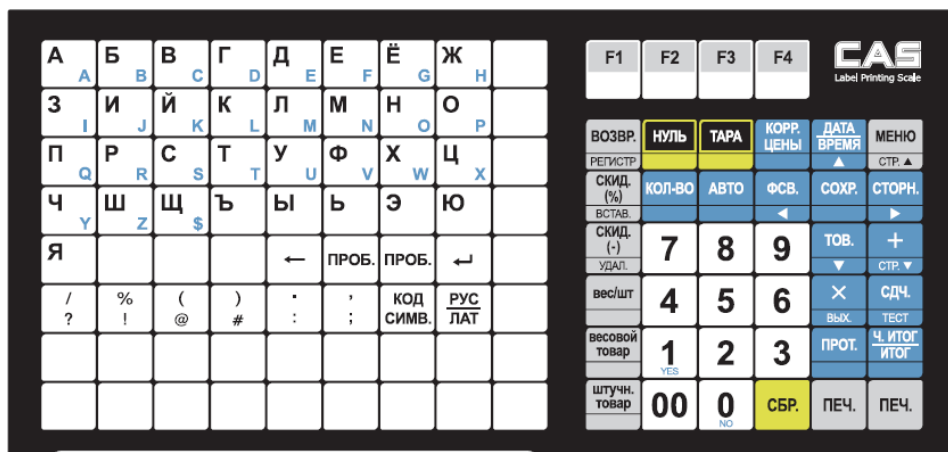 А Б В Г Д Е Ё Ж
A B C D E F G H
З И Й К Л М Н О
I J K L M N O P
П Р С Т У Ф Х Ц
Q R S T U V W X
Ч Ш Щ Ъ Ы Ь Э Ю
Y Z $
Я ← ПРОБ. ПРОБ. ↵
/ % ( ) . , КОД РУС
? ! @ # : ; СИМВ. ЛАТ
F1 F2 F3 F4
CAS
Label Printing Scale
ВОЗВР. НУЛЬ ТАРА КОРР. ДАТА МЕНЮ
ЦЕНЫ ВРЕМЯ
РЕГИСТР ▲ СТР. ▲
СКИД. КОЛ-ВО АВТО ФСВ. СОХР. СТОРН.
(%)
ВСТАВ. ◀ ▶
СКИД. 7 8 9 ТОВ. +
(-)
УДАЛ. ▼ СТР. ▼
вес/шт 4 5 6 × СДЧ.
ВЫХ. ТЕСТ
весовой 1 2 3 ПРОТ. Ч. ИТОГ
товар ИТОГ
YES
штучн. 00 0 СБР. ПЕЧ. ПЕЧ.
товар
NO